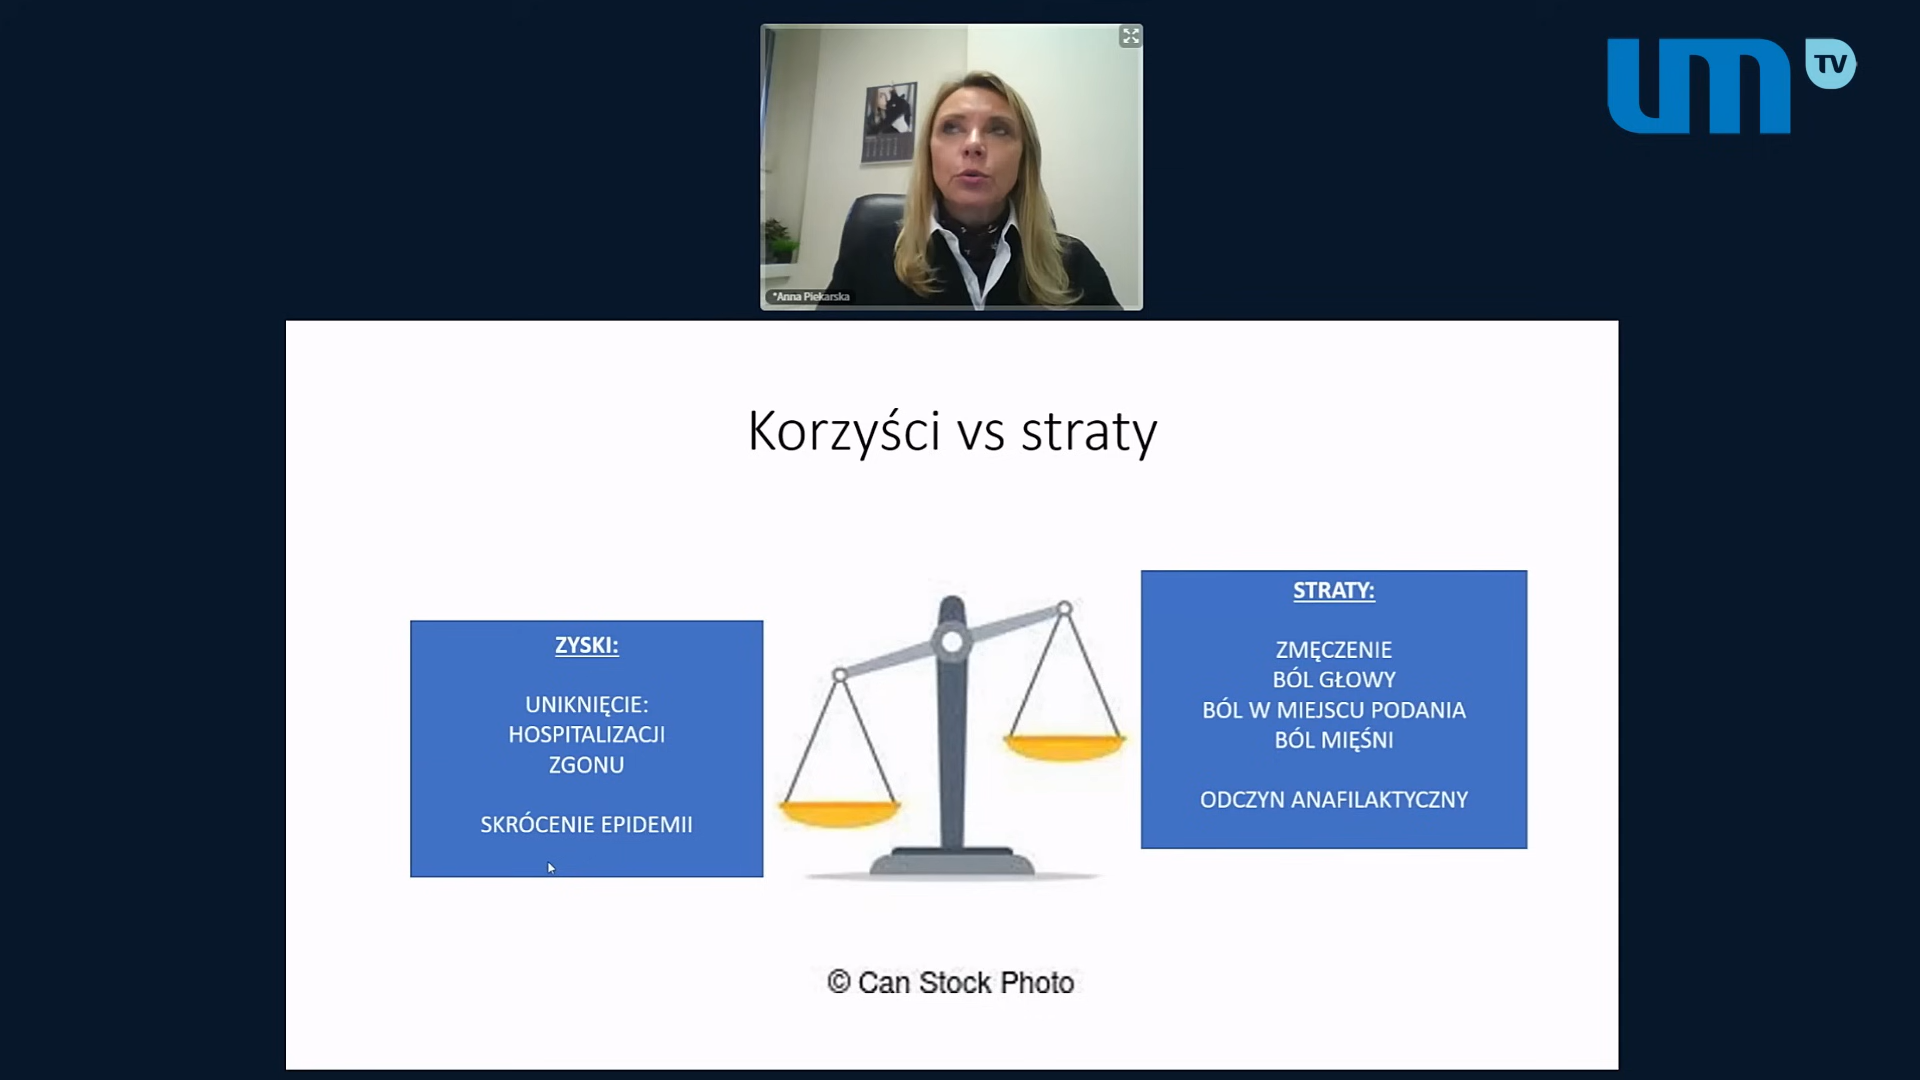 um TV
*Anna Piekarska
Korzyści vs straty
ZYSKI:
UNIKNIĘCIE:
HOSPITALIZACJI
ZGONU
SKRÓCENIE EPIDEMII
STRATY:
ZMĘCZENIE
BÓL GŁOWY
BÓL W MIEJSCU PODANIA
BÓL MIĘŚNI
ODCZYN ANAFILAKTYCZNY
© Can Stock Photo